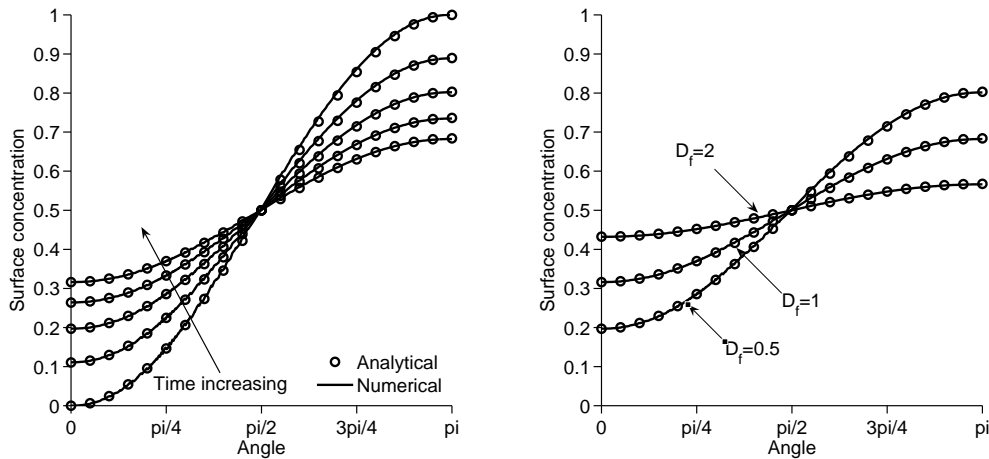 1
0.9
0.8
0.7
0.6
0.5
0.4
0.3
0.2
0.1
0
Surface concentration
Time increasing
Analytical
Numerical
0 pi/4 pi/2 3pi/4 pi
Angle
1
0.9
0.8
0.7
0.6
0.5
0.4
0.3
0.2
0.1
0
Surface concentration
D_f=2
D_f=1
D_f=0.5
0 pi/4 pi/2 3pi/4 pi
Angle